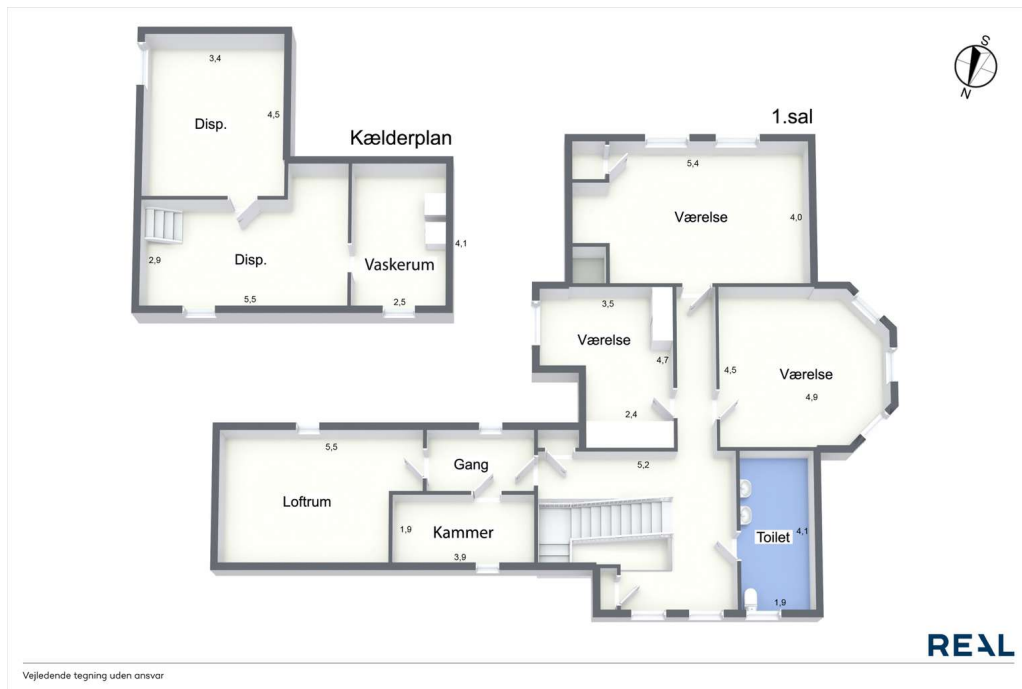 S
N
3,4
4,5
Disp.
Kælderplan
2,9
Disp.
5,5
Vaskerum
4,1
2,5
1.sal
5,4
Værelse
4,0
3,5
Værelse
4,7
2,4
4,5
Værelse
4,9
5,5
Loftrum
Gang
5,2
1,9
Kammer
3,9
Toilet
4,1
1,9
REAL
Vejledende tegning uden ansvar